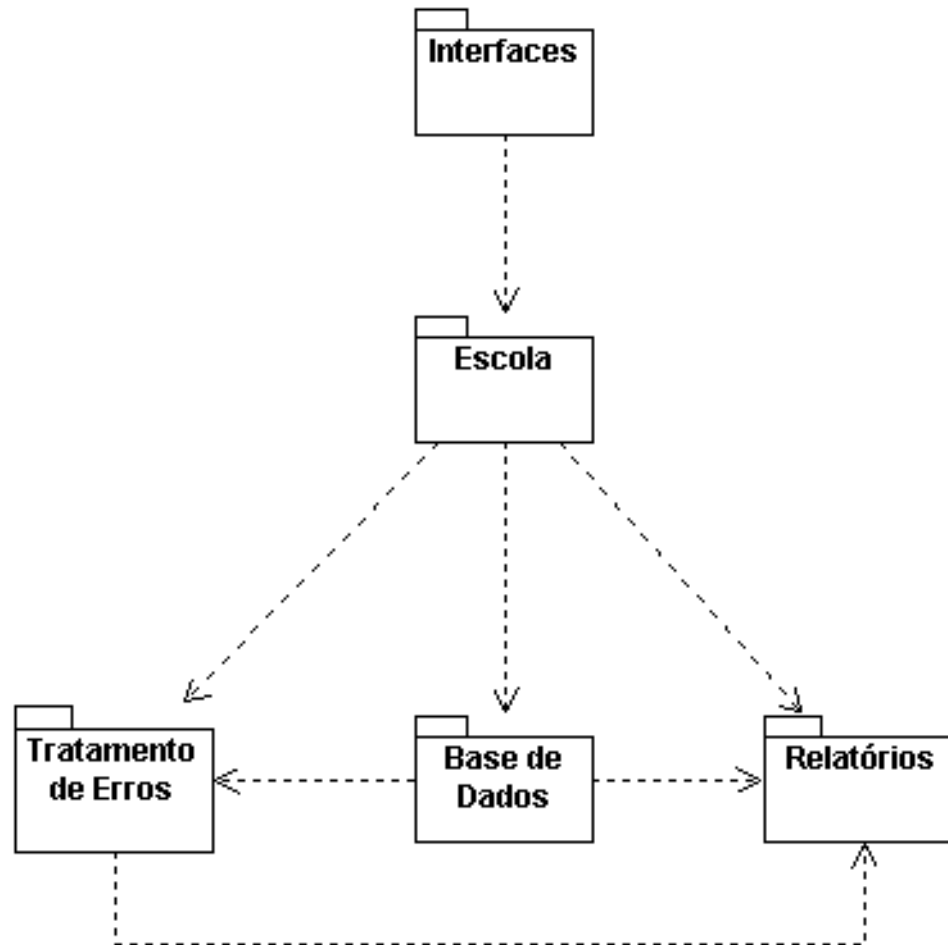 Interfaces
Escola
Tratamento
de Erros
Base de
Dados
Relatórios